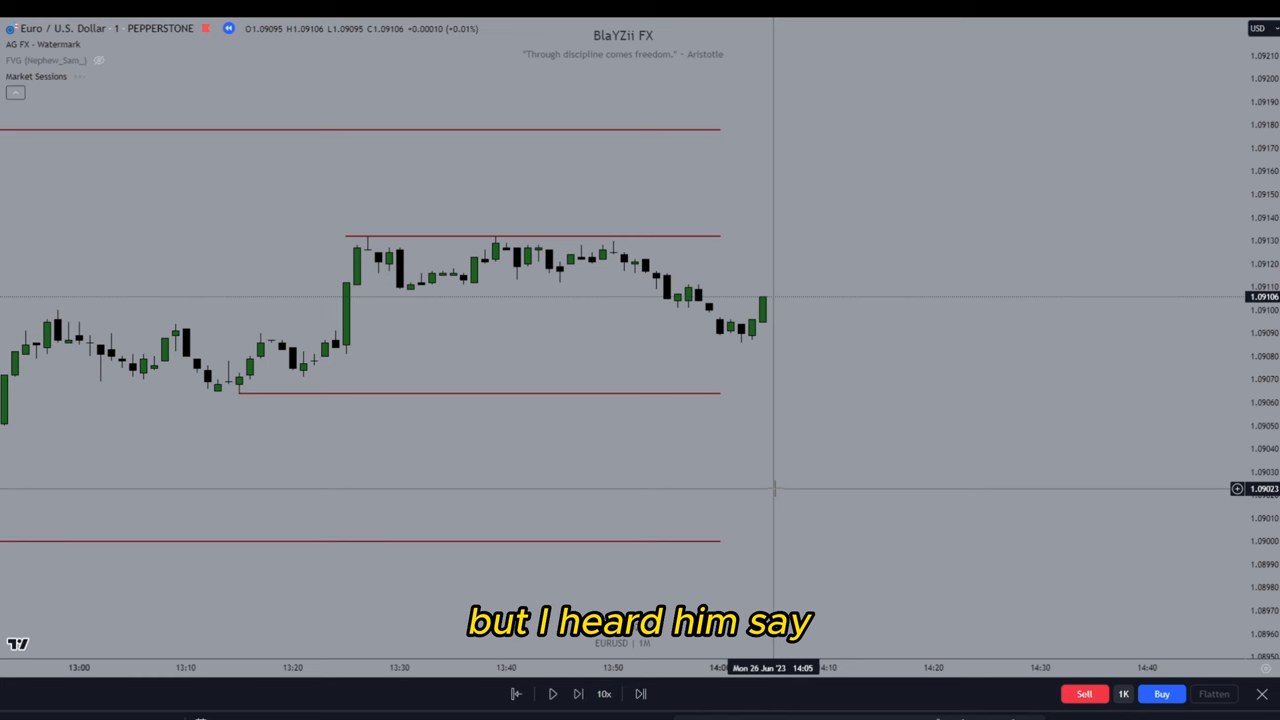 Euro / U.S. Dollar · 1 · PEPPERSTONE O1.09095 H1.09106 L1.09095 C1.09106 +0.00010 (+0.01%)
AG FX - Watermark
FVG (Nephew_Sam_)
Market Sessions
BlaYZii FX
"Through discipline comes freedom." - Aristotle
USD
1.09210
1.09200
1.09190
1.09180
1.09170
1.09160
1.09150
1.09140
1.09130
1.09120
1.09110
1.09106
1.09100
1.09090
1.09080
1.09070
1.09060
1.09050
1.09040
1.09030
1.09023
1.09010
1.09000
1.08990
1.08980
1.08970
1.08960
1.08950
but I heard him say
EURUSD | 1M
13:00 13:10 13:20 13:30 13:40 13:50 Mon 26 Jun '23 14:05 14:20 14:30 14:40
10x
Sell 1K Buy Flatten